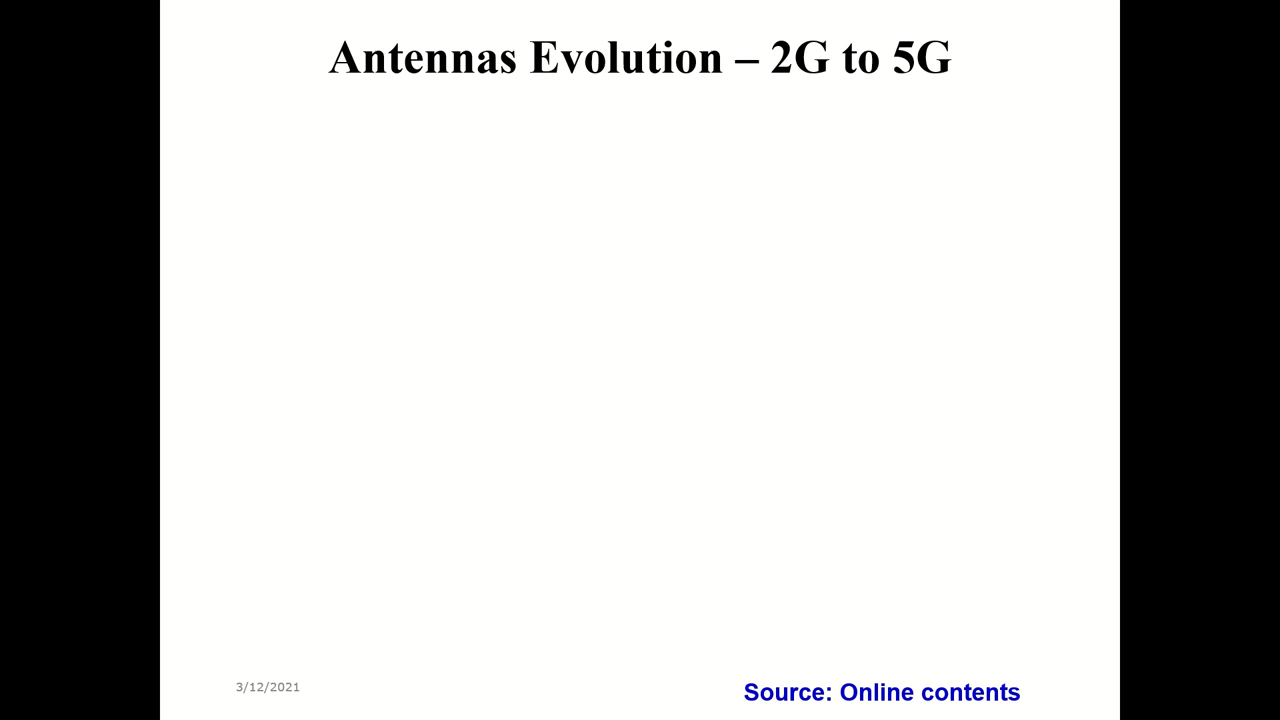 Antennas Evolution – 2G to 5G
3/12/2021
Source: Online contents